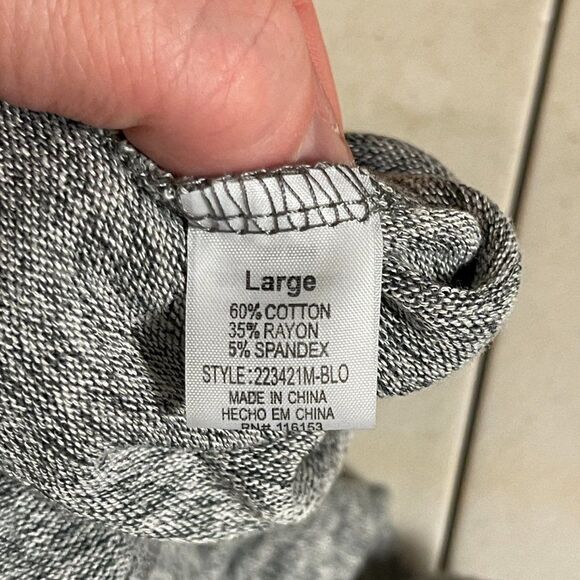 Large
60% COTTON
35% RAYON
5% SPANDEX
STYLE:223421M-BLO
MADE IN CHINA
HECHO EM CHINA
RN# 116153